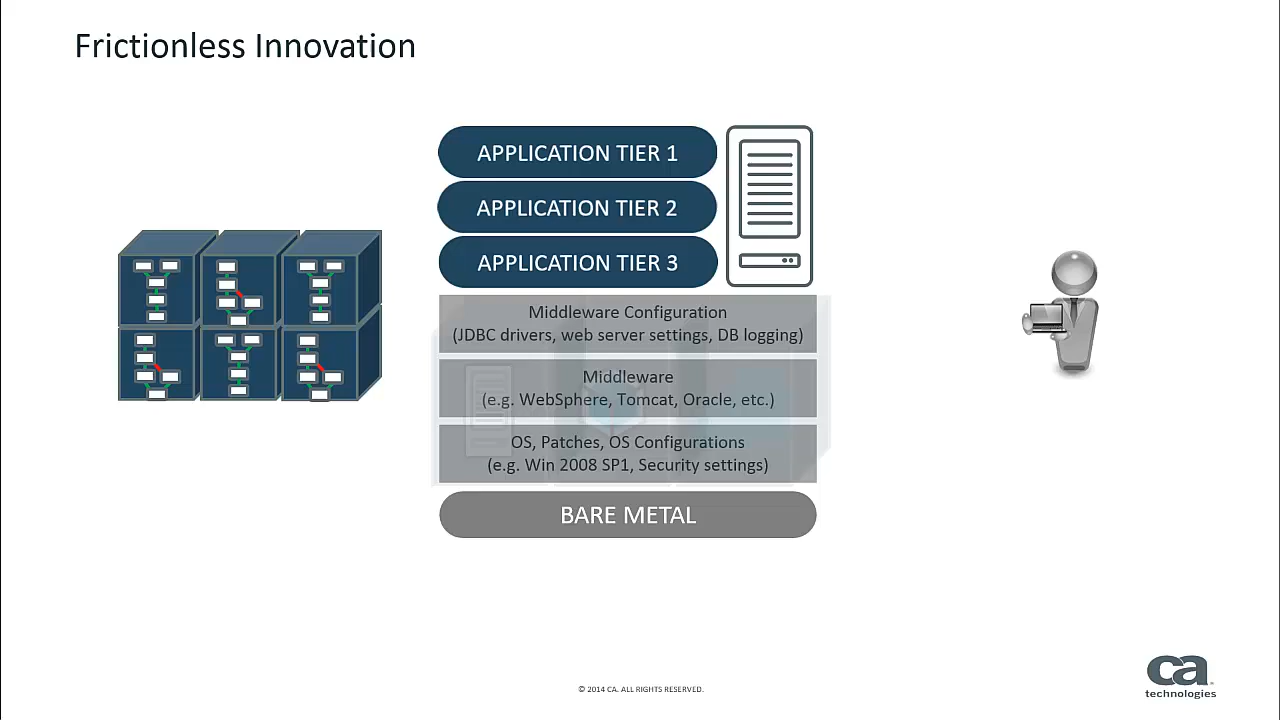 Frictionless Innovation
APPLICATION TIER 1
APPLICATION TIER 2
APPLICATION TIER 3
Middleware Configuration
(JDBC drivers, web server settings, DB logging)
Middleware
(e.g. WebSphere, Tomcat, Oracle, etc.)
OS, Patches, OS Configurations
(e.g. Win 2008 SP1, Security settings)
BARE METAL
© 2014 CA. ALL RIGHTS RESERVED.
ca
technologies